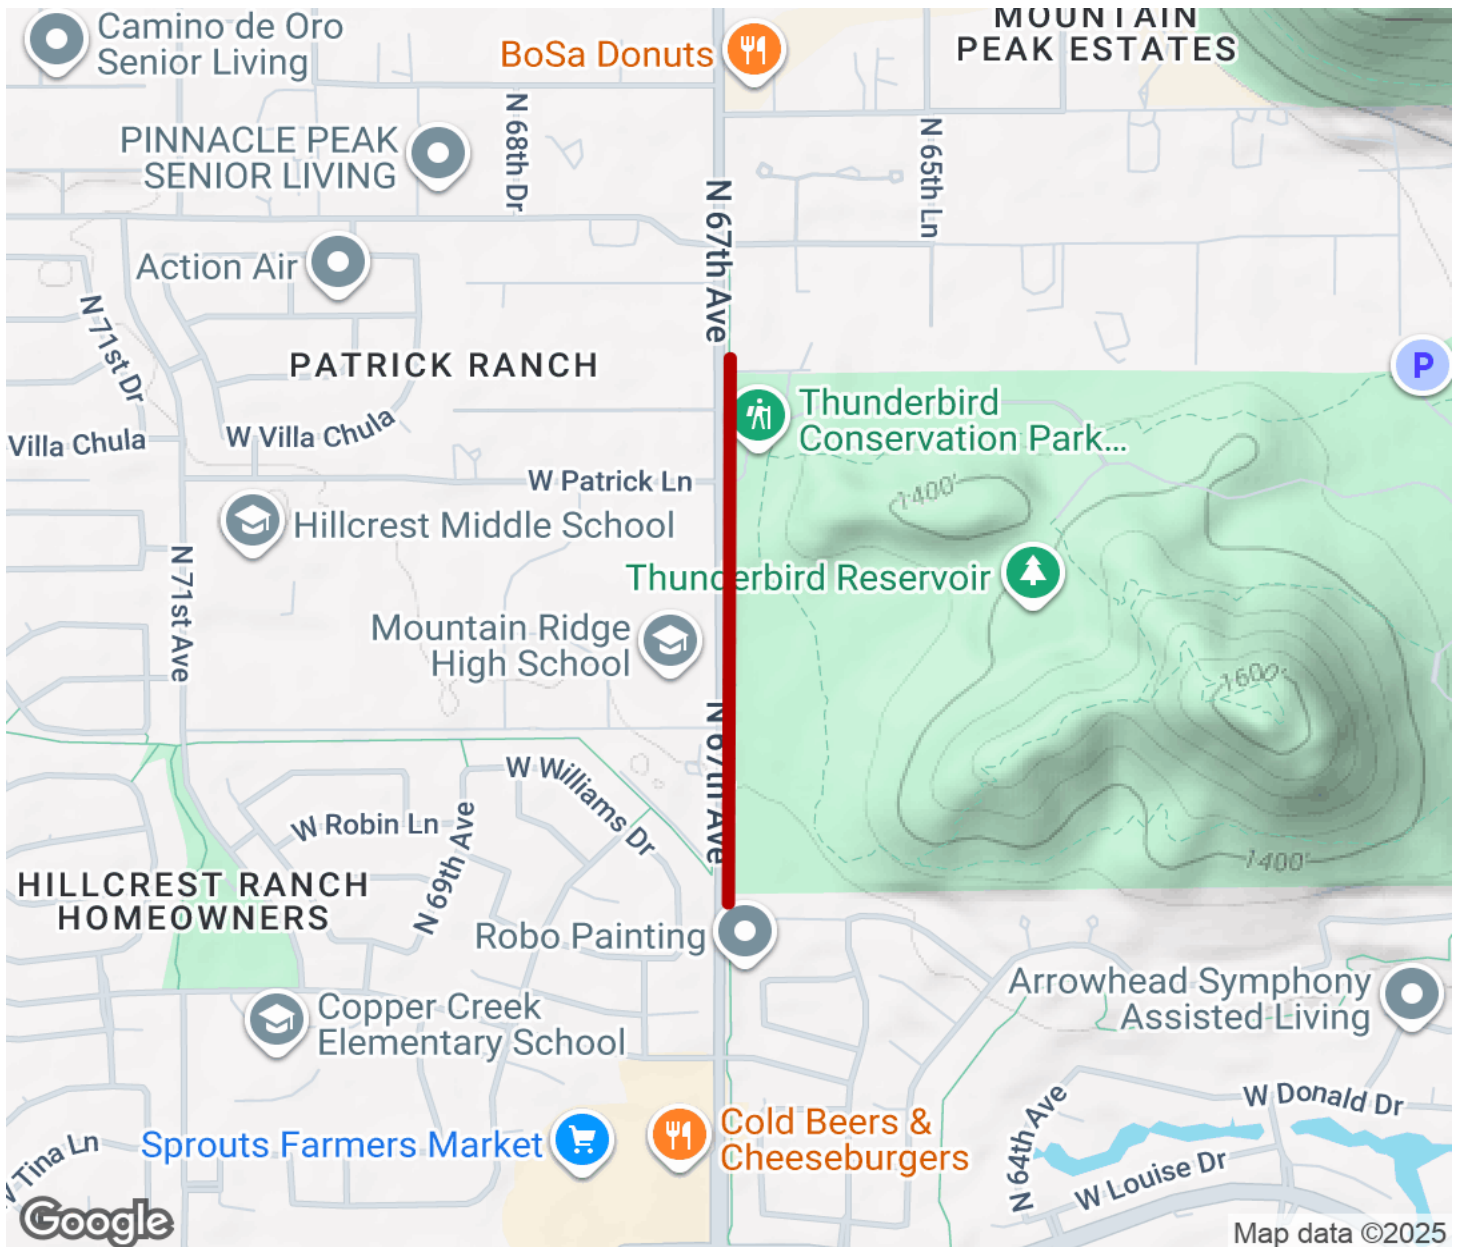 Camino de Oro
Senior Living
BoSa Donuts
MOUNTAIN
PEAK ESTATES
N 68th Dr
PINNACLE PEAK
SENIOR LIVING
N 65th Ln
N 67th Ave
Action Air
N 71st Dr
PATRICK RANCH
P
Thunderbird
Conservation Park...
W Villa Chula
Villa Chula
W Patrick Ln
1400'
Hillcrest Middle School
N 71st Ave
Thunderbird Reservoir
Mountain Ridge
High School
1600'
N 67th Ave
W Williams Dr
W Robin Ln
N 69th Ave
1400'
HILLCREST RANCH
HOMEOWNERS
Robo Painting
Arrowhead Symphony
Assisted Living
Copper Creek
Elementary School
N 64th Ave
W Donald Dr
Cold Beers &
Cheeseburgers
Sprouts Farmers Market
W Tina Ln
W Louise Dr
Google
Map data ©2025